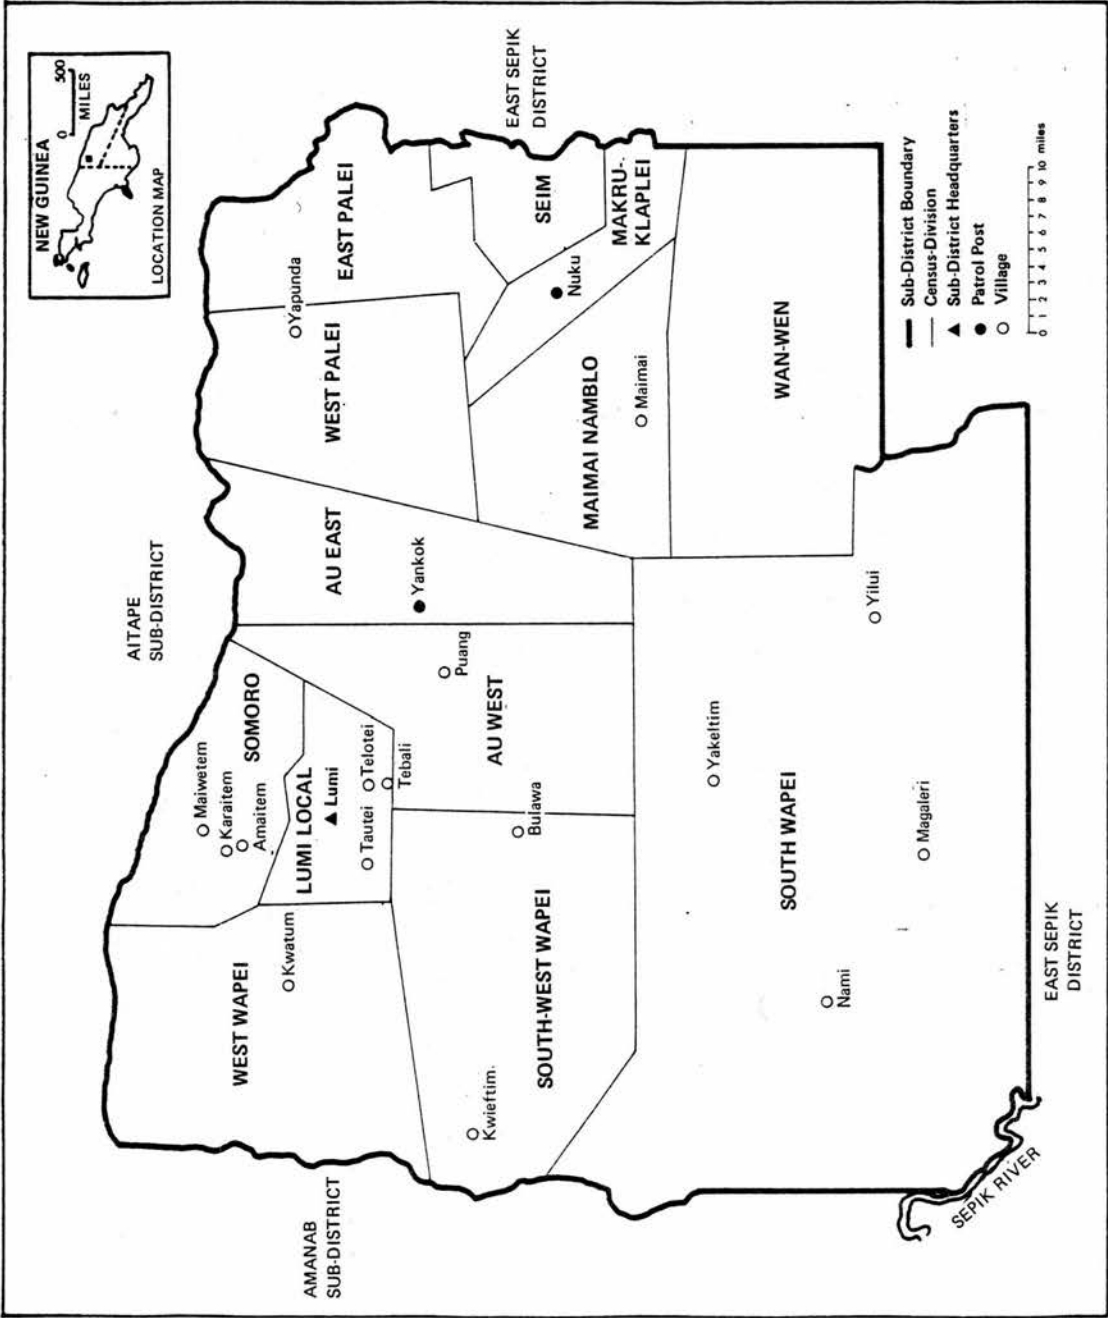 NEW GUINEA
0 500
MILES
LOCATION MAP
AITAPE
SUB-DISTRICT
AMANAB
SUB-DISTRICT
EAST SEPIK
DISTRICT
EAST SEPIK
DISTRICT
SEPIK RIVER
WEST WAPEI
Kwatum
SOMORO
Maiwetem
Karaitem
Amaitem
LUMI LOCAL
Lumi
Tautei
Telotei
Tebali
AU EAST
Yankok
WEST PALEI
Yapunda
EAST PALEI
SEIM
MAKRU-
KLAPLEI
Nuku
MAIMAI NAMBLO
Maimai
WAN-WEN
AU WEST
Puang
SOUTH-WEST WAPEI
Kwieftim.
Buiawa
SOUTH WAPEI
Yakeltim
Yilui
Magaleri
Nami
Sub-District Boundary
Census-Division
Sub-District Headquarters
Patrol Post
Village
0 1 2 3 4 5 6 7 8 9 10 miles